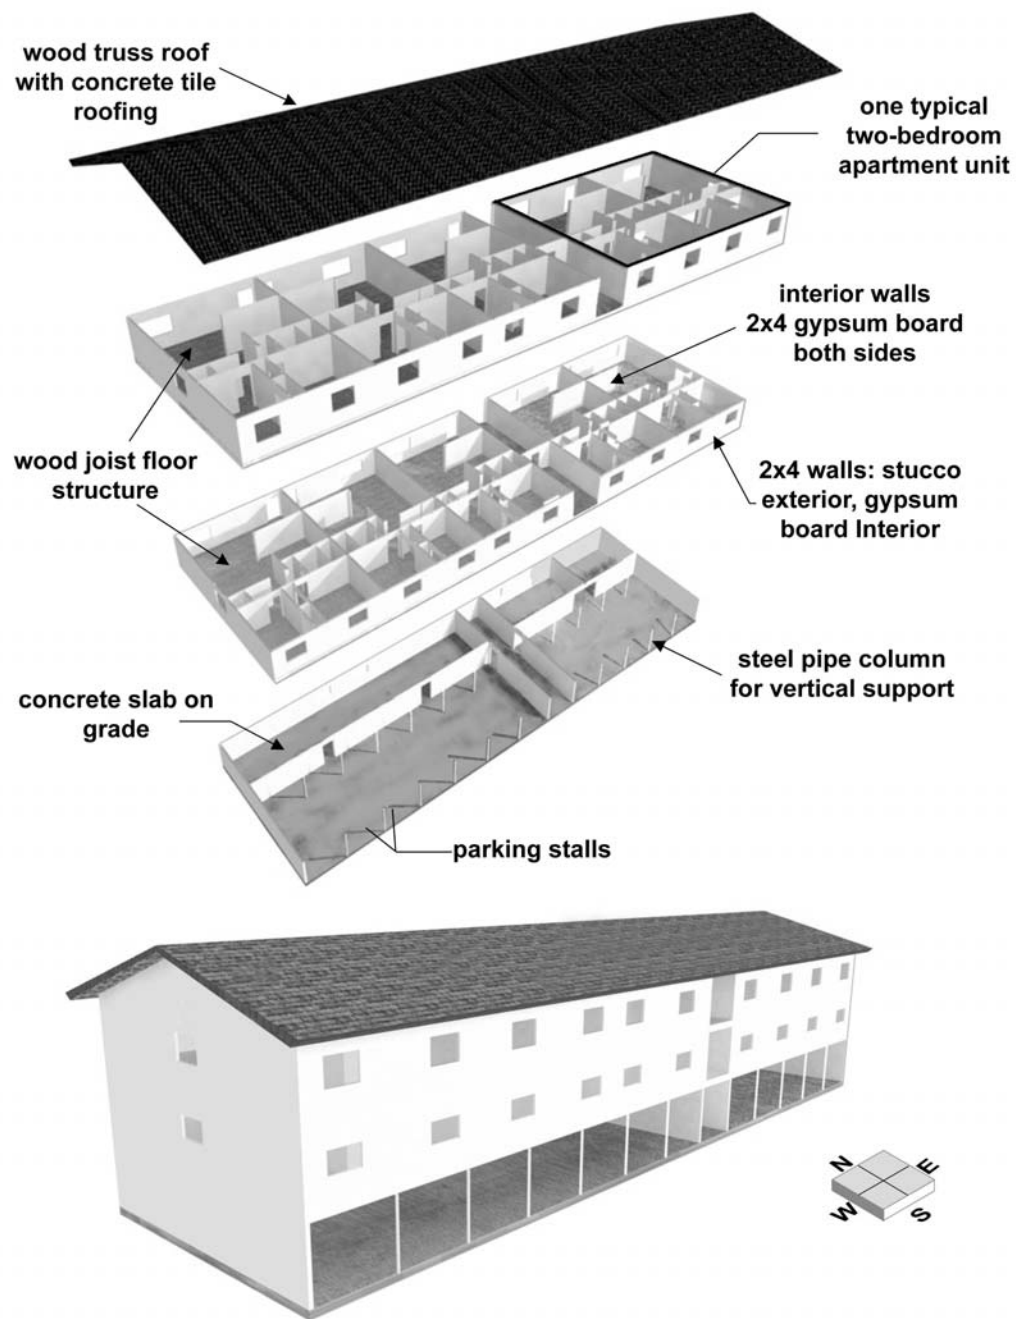 wood truss roof
with concrete tile
roofing
one typical
two-bedroom
apartment unit
interior walls
2x4 gypsum board
both sides
wood joist floor
structure
2x4 walls: stucco
exterior, gypsum
board Interior
steel pipe column
for vertical support
concrete slab on
grade
parking stalls
N
E
W
S